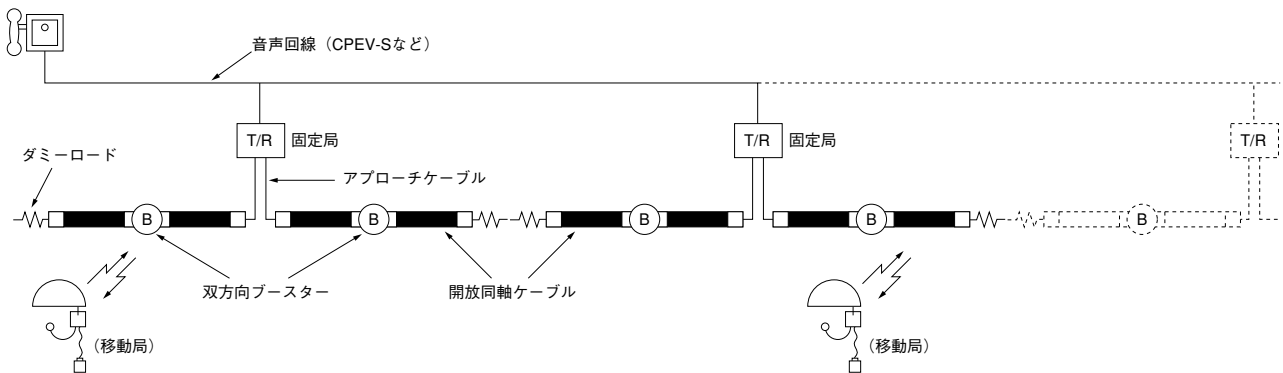 音声回線（CPEV-Sなど）
T/R
固定局
T/R
固定局
T/R
ダミーロード
アプローチケーブル
B
B
B
B
B
双方向ブースター
開放同軸ケーブル
（移動局）
（移動局）